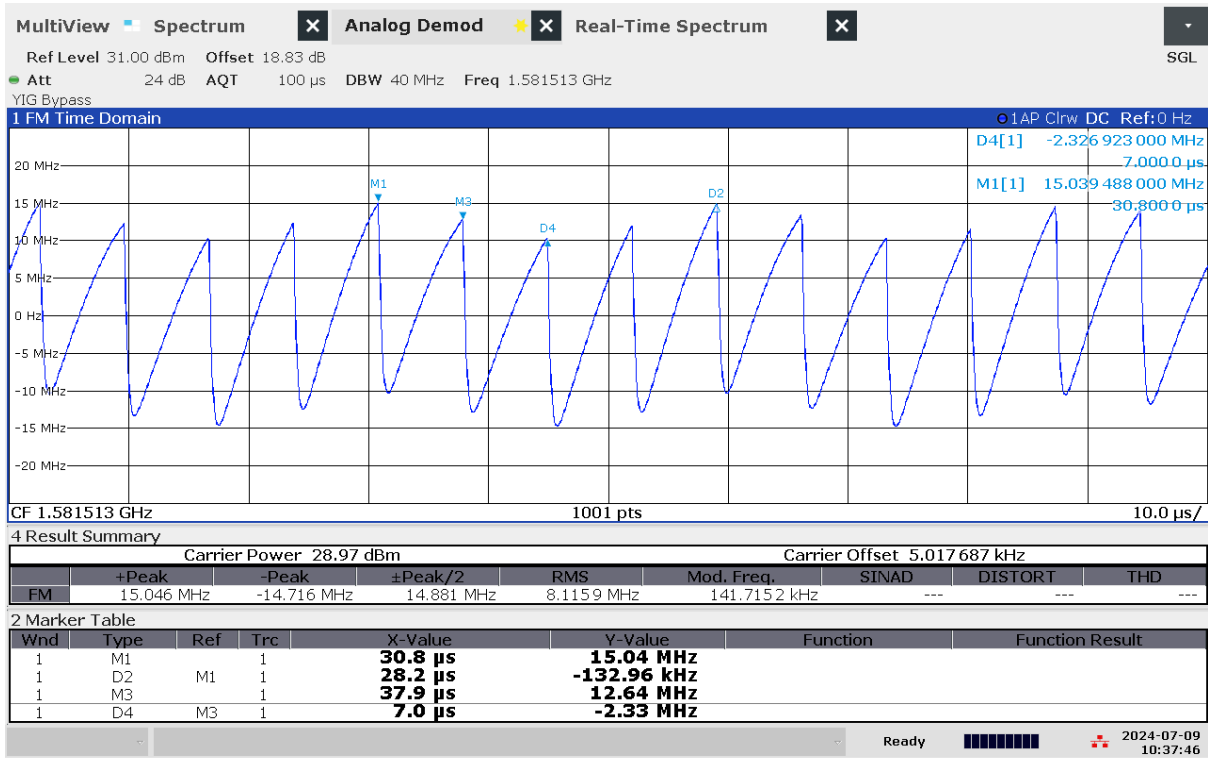 MultiView Spectrum X Analog Demod X Real-Time Spectrum X
Ref Level 31.00 dBm Offset 18.83 dB SGL
Att 24 dB AQT 100 µs DBW 40 MHz Freq 1.581513 GHz
YIG Bypass
1 FM Time Domain 1AP Clrw DC Ref:0 Hz
D4[1] -2.326 923 000 MHz
7.000 0 µs
M1[1] 15.039 488 000 MHz
30.800 0 µs
20 MHz
15 MHz
10 MHz
5 MHz
0 Hz
-5 MHz
-10 MHz
-15 MHz
-20 MHz
M1
M3
D4
D2
CF 1.581513 GHz 1001 pts 10.0 µs/
4 Result Summary
Carrier Power 28.97 dBm Carrier Offset 5.017 687 kHz
+Peak -Peak ±Peak/2 RMS Mod. Freq. SINAD DISTORT THD
FM 15.046 MHz -14.716 MHz 14.881 MHz 8.115 9 MHz 141.715 2 kHz --- --- ---
2 Marker Table
Wnd Type Ref Trc X-Value Y-Value Function Function Result
1 M1 1 30.8 µs 15.04 MHz
1 D2 M1 1 28.2 µs -132.96 kHz
1 M3 1 37.9 µs 12.64 MHz
1 D4 M3 1 7.0 µs -2.33 MHz
Ready 2024-07-09
10:37:46